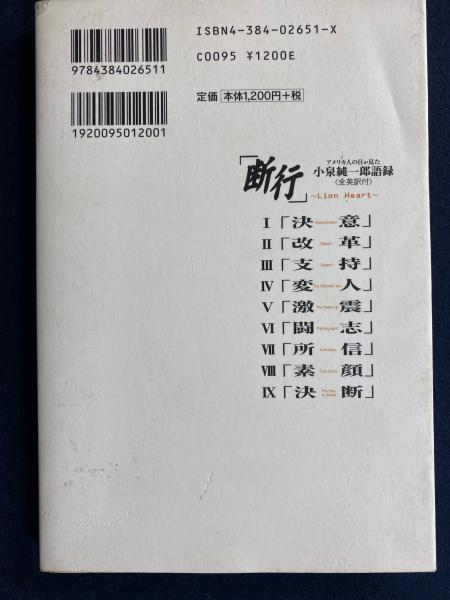 ISBN4-384-02651-X
C0095 ¥1200E
9784384026511
定価 本体1,200円+税
1920095012001
「断行」
アメリカ人の目が見た
小泉純一郎語録
〈全英訳付〉
~Lion Heart~
I「決意」
II「改革」
III「支持」
IV「変人」
V「激震」
VI「闘志」
VII「所信」
VIII「素顔」
IX「決断」